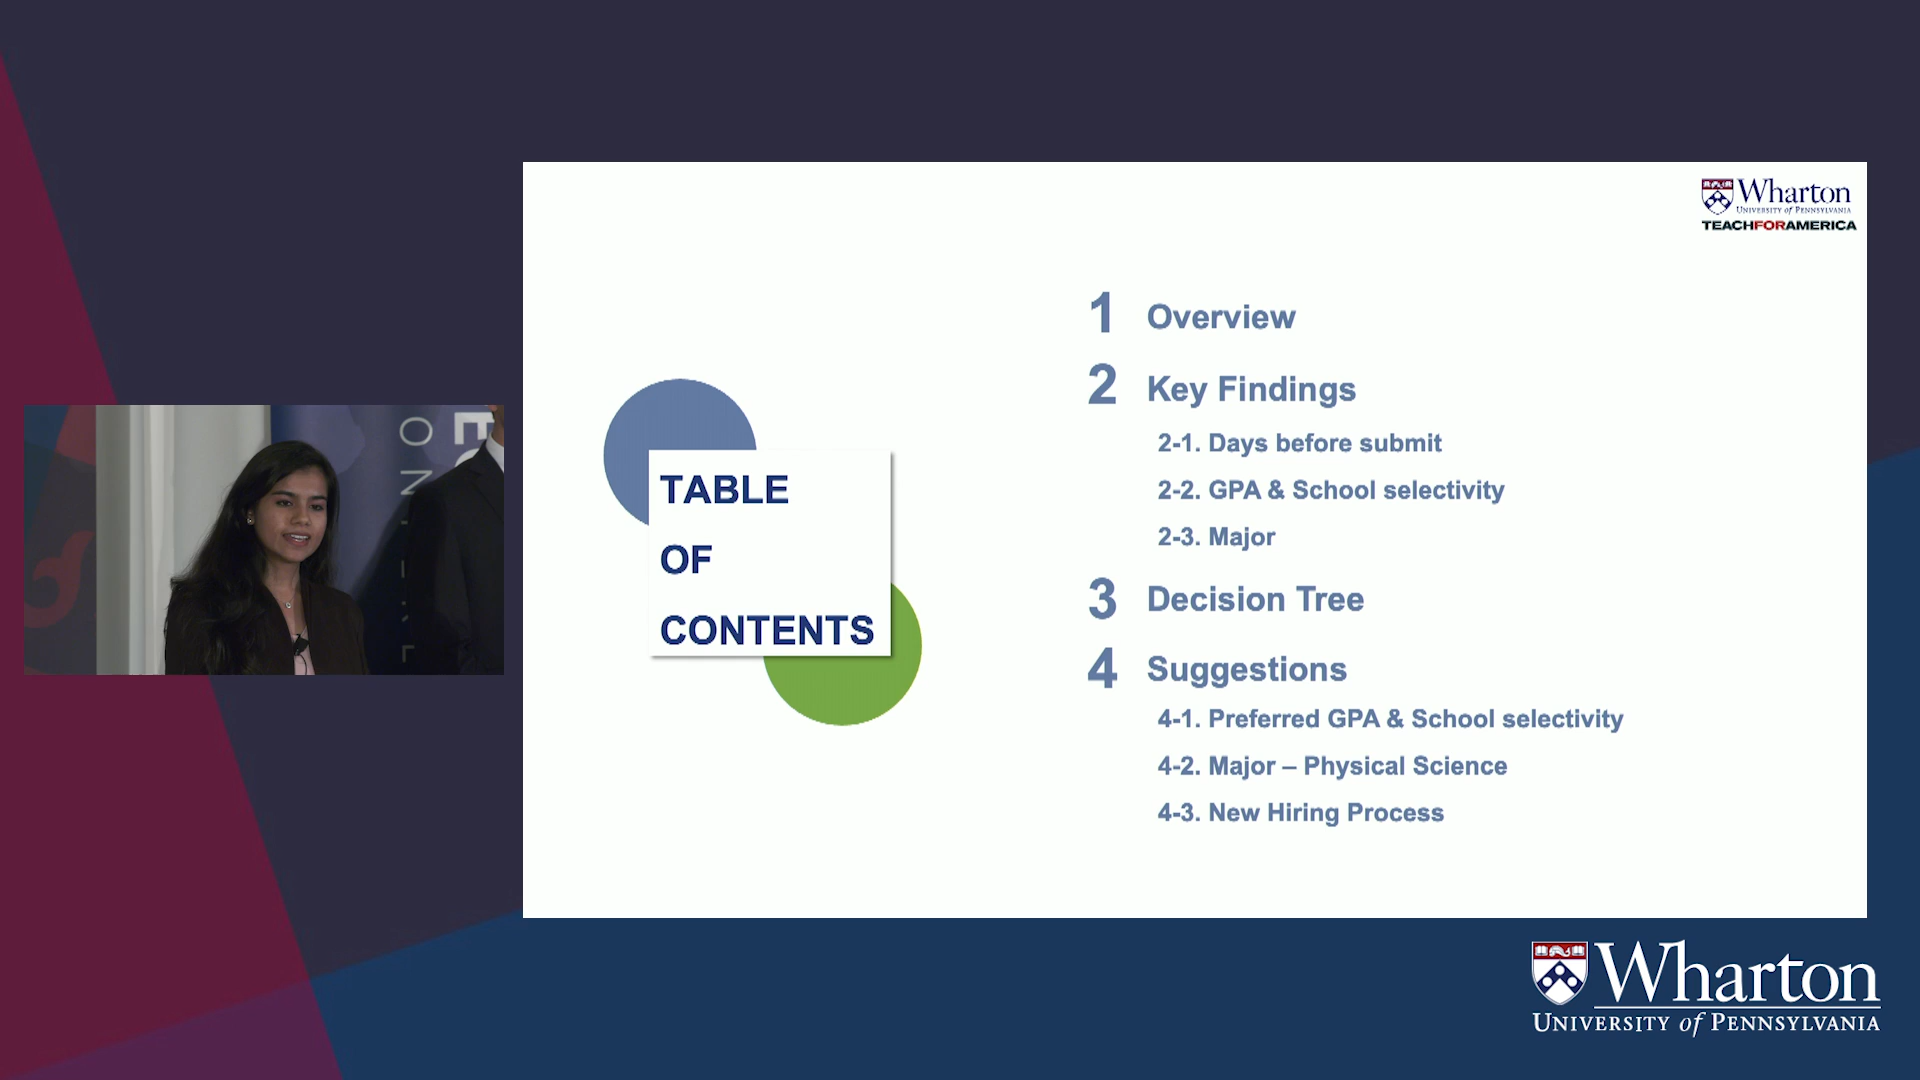 Wharton
UNIVERSITY of PENNSYLVANIA
TEACHFORAMERICA
TABLE
OF
CONTENTS
1 Overview
2 Key Findings
2-1. Days before submit
2-2. GPA & School selectivity
2-3. Major
3 Decision Tree
4 Suggestions
4-1. Preferred GPA & School selectivity
4-2. Major – Physical Science
4-3. New Hiring Process
Wharton
UNIVERSITY of PENNSYLVANIA